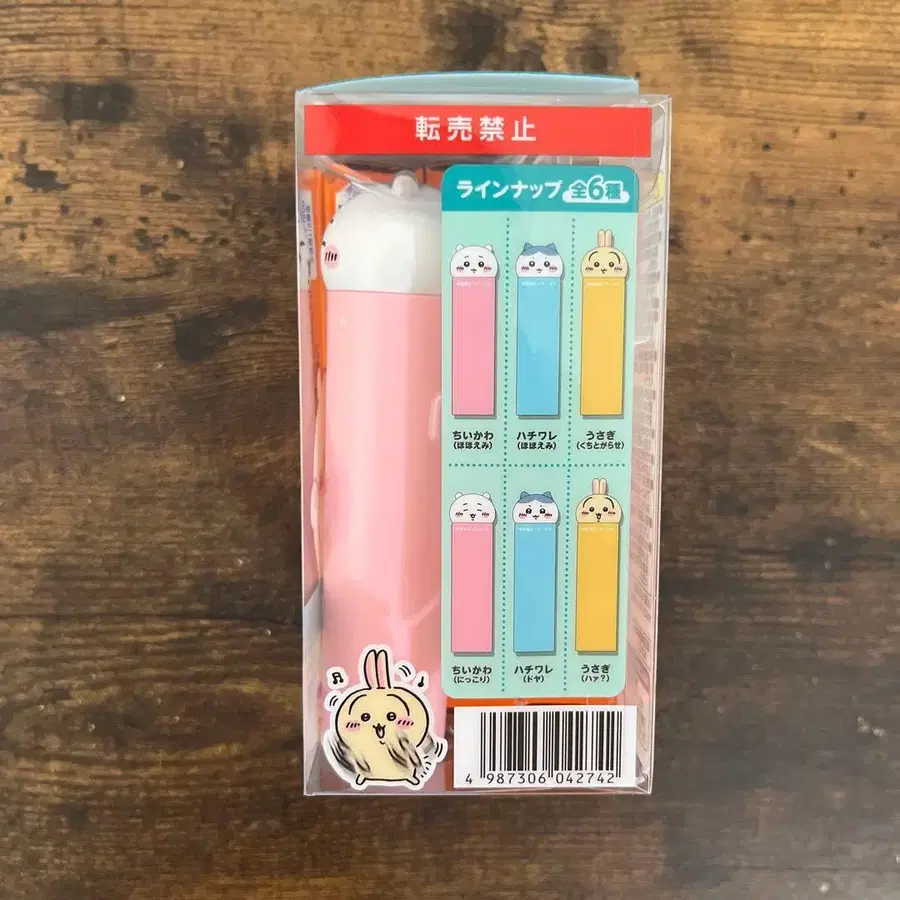 転売禁止
ラインナップ 全6種
ちいかわ
(ほほえみ)
ハチワレ
(ほほえみ)
うさぎ
(くちとがらせ)
ちいかわ
(にっこり)
ハチワレ
(ドヤ)
うさぎ
(ハァ?)
4 987306 042742